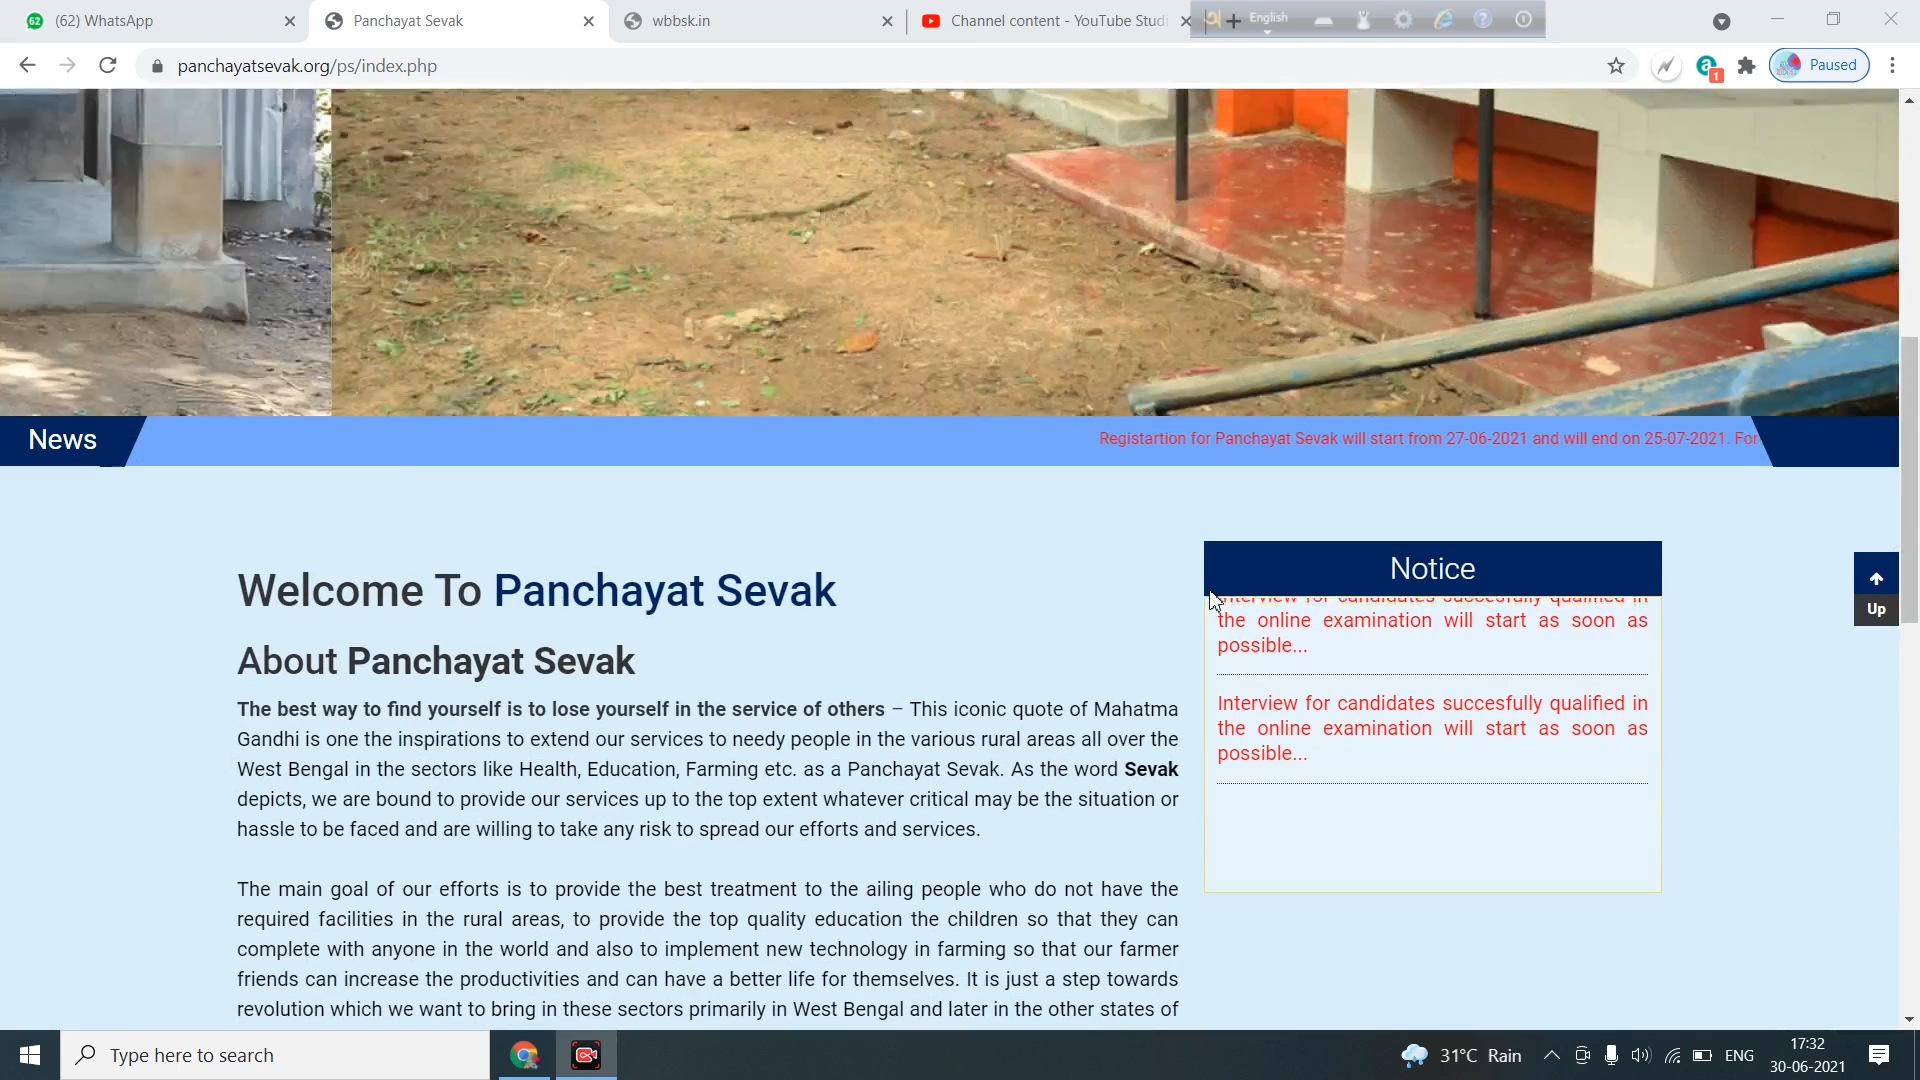 (62) WhatsApp
Panchayat Sevak
wbbsk.in
Channel content - YouTube Studi
English
panchayatsevak.org/ps/index.php
1
Paused
News
Registartion for Panchayat Sevak will start from 27-06-2021 and will end on 25-07-2021. For
Welcome To Panchayat Sevak
About Panchayat Sevak
The best way to find yourself is to lose yourself in the service of others – This iconic quote of Mahatma
Gandhi is one the inspirations to extend our services to needy people in the various rural areas all over the
West Bengal in the sectors like Health, Education, Farming etc. as a Panchayat Sevak. As the word Sevak
depicts, we are bound to provide our services up to the top extent whatever critical may be the situation or
hassle to be faced and are willing to take any risk to spread our efforts and services.
The main goal of our efforts is to provide the best treatment to the ailing people who do not have the
required facilities in the rural areas, to provide the top quality education the children so that they can
complete with anyone in the world and also to implement new technology in farming so that our farmer
friends can increase the productivities and can have a better life for themselves. It is just a step towards
revolution which we want to bring in these sectors primarily in West Bengal and later in the other states of
Notice
Interview for candidates succesfully qualified in
the online examination will start as soon as
possible...
Interview for candidates succesfully qualified in
the online examination will start as soon as
possible...
Up
Type here to search
31°C Rain
ENG
17:32
30-06-2021